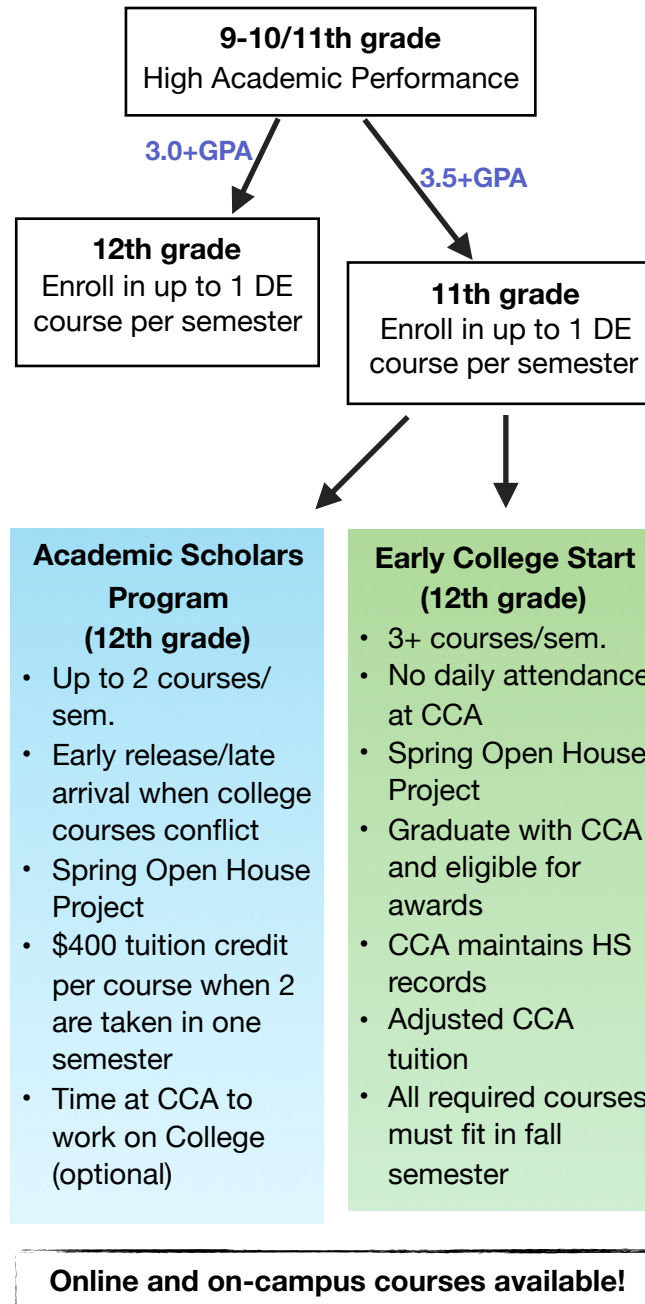 9-10/11th grade
High Academic Performance
3.0+GPA
3.5+GPA
12th grade
Enroll in up to 1 DE
course per semester
11th grade
Enroll in up to 1 DE
course per semester
Academic Scholars
Program
(12th grade)
• Up to 2 courses/
sem.
• Early release/late
arrival when college
courses conflict
• Spring Open House
Project
• $400 tuition credit
per course when 2
are taken in one
semester
• Time at CCA to
work on College
(optional)
Early College Start
(12th grade)
• 3+ courses/sem.
• No daily attendance
at CCA
• Spring Open House
Project
• Graduate with CCA
and eligible for
awards
• CCA maintains HS
records
• Adjusted CCA
tuition
• All required courses
must fit in fall
semester
Online and on-campus courses available!